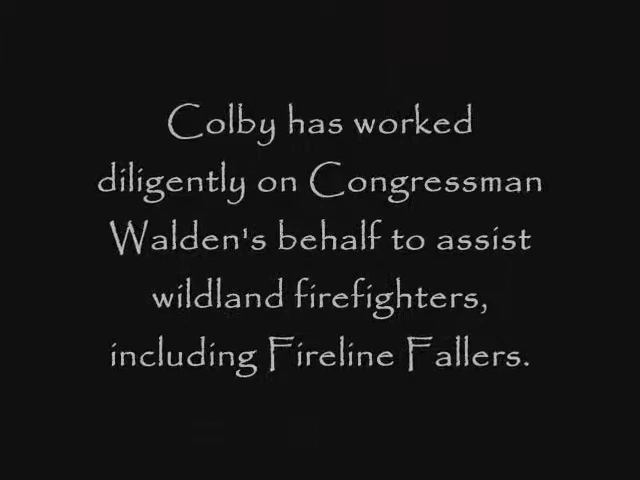 Colby has worked
diligently on Congressman
Walden's behalf to assist
wildland firefighters,
including Fireline Fallers.